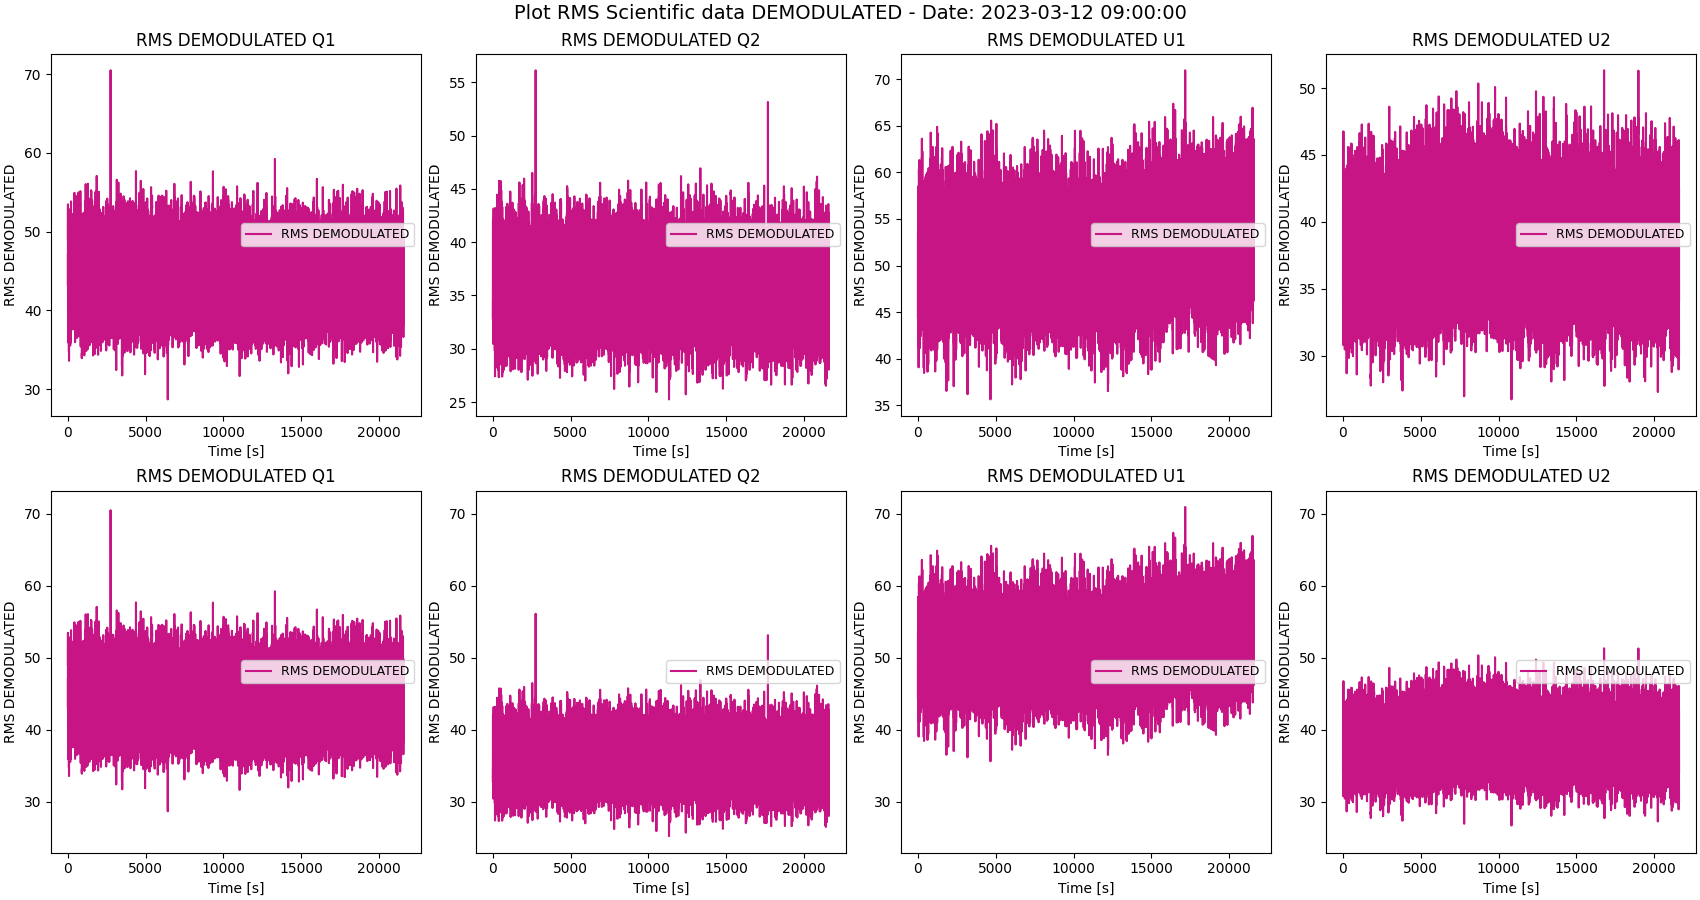 Plot RMS Scientific data DEMODULATED - Date: 2023-03-12 09:00:00
RMS DEMODULATED Q1
RMS DEMODULATED
70
60
50
40
30
RMS DEMODULATED
0 5000 10000 15000 20000
Time [s]
RMS DEMODULATED Q2
RMS DEMODULATED
55
50
45
40
35
30
25
RMS DEMODULATED
0 5000 10000 15000 20000
Time [s]
RMS DEMODULATED U1
RMS DEMODULATED
70
65
60
55
50
45
40
35
RMS DEMODULATED
0 5000 10000 15000 20000
Time [s]
RMS DEMODULATED U2
RMS DEMODULATED
50
45
40
35
30
RMS DEMODULATED
0 5000 10000 15000 20000
Time [s]
RMS DEMODULATED Q1
RMS DEMODULATED
70
60
50
40
30
RMS DEMODULATED
0 5000 10000 15000 20000
Time [s]
RMS DEMODULATED Q2
RMS DEMODULATED
70
60
50
40
30
RMS DEMODULATED
0 5000 10000 15000 20000
Time [s]
RMS DEMODULATED U1
RMS DEMODULATED
70
60
50
40
30
RMS DEMODULATED
0 5000 10000 15000 20000
Time [s]
RMS DEMODULATED U2
RMS DEMODULATED
70
60
50
40
30
RMS DEMODULATED
0 5000 10000 15000 20000
Time [s]